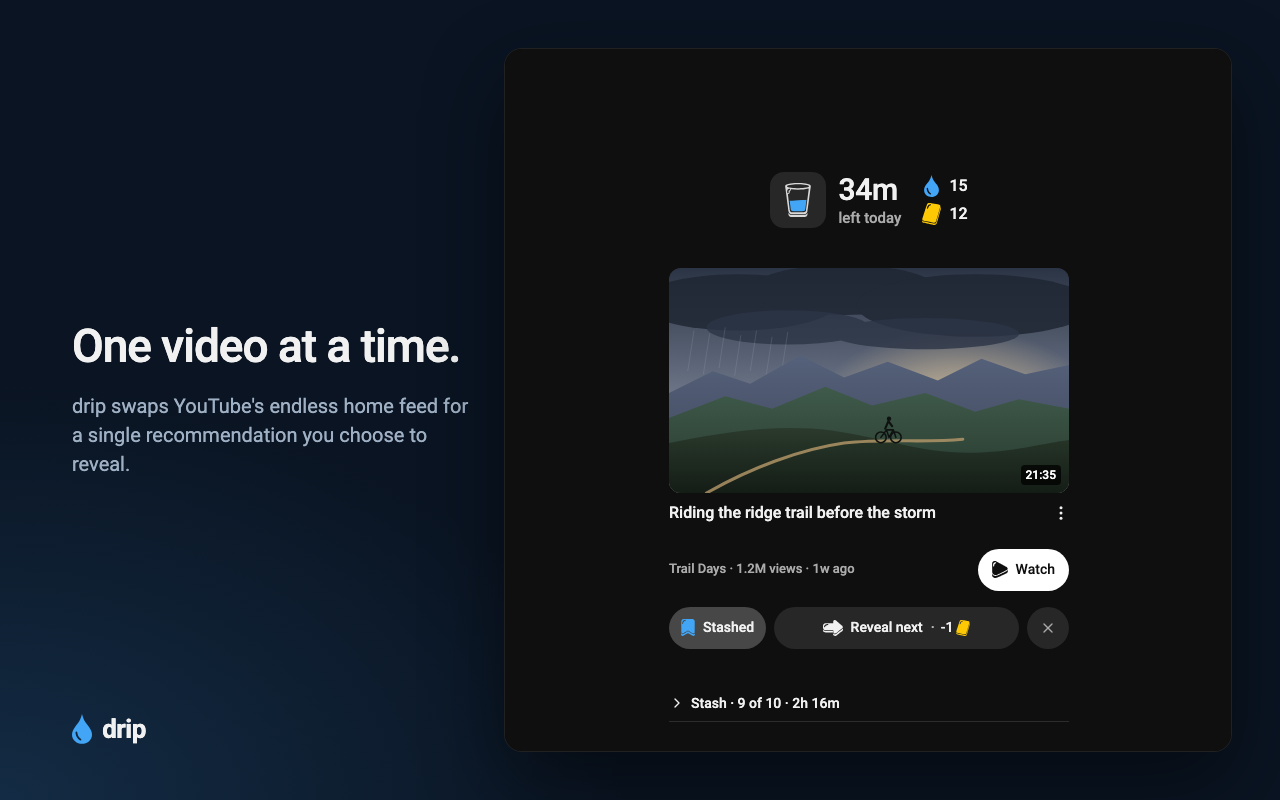 One video at a time.
drip swaps YouTube's endless home feed for
a single recommendation you choose to
reveal.
drip
34m
left today
15
12
21:35
Riding the ridge trail before the storm
Trail Days · 1.2M views · 1w ago
Watch
Stashed
Reveal next · -1
Stash · 9 of 10 · 2h 16m